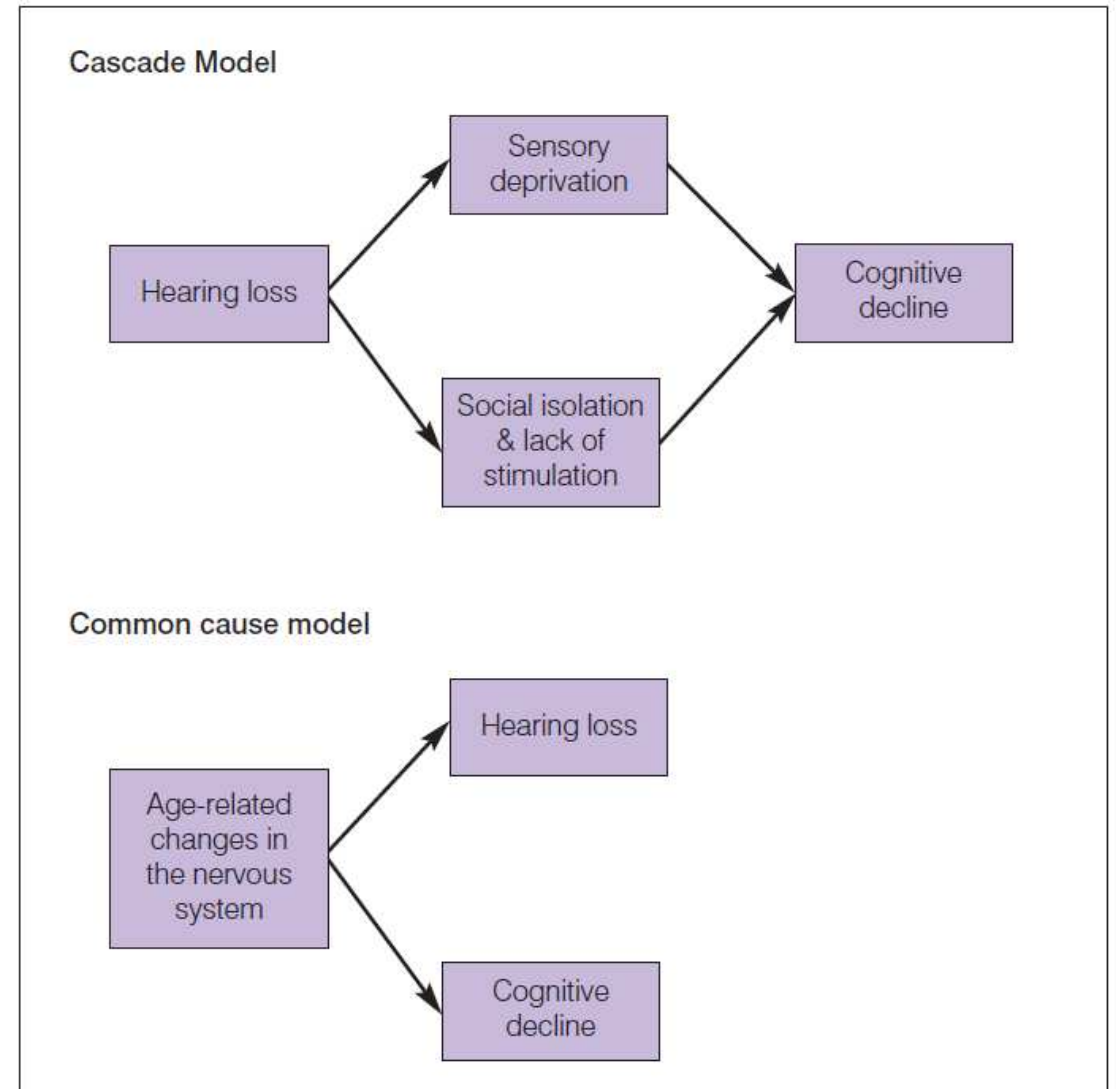 Cascade Model
Sensory
deprivation
Hearing loss
Cognitive
decline
Social isolation
& lack of
stimulation
Common cause model
Hearing loss
Age-related
changes in
the nervous
system
Cognitive
decline